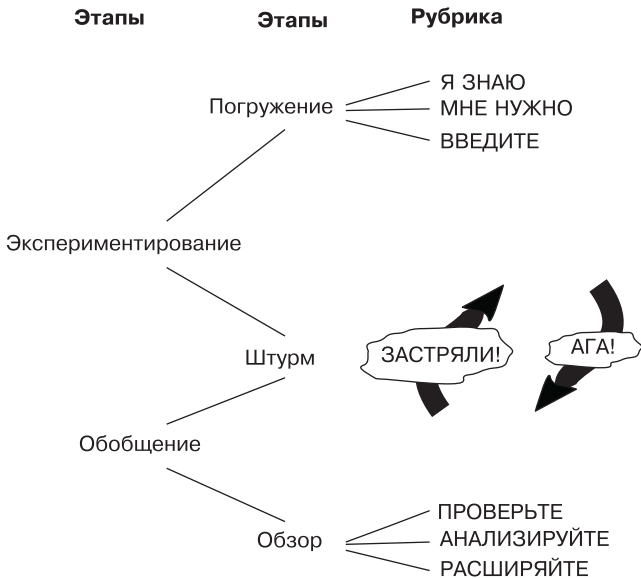 Этапы
Этапы
Рубрика
Погружение
Я ЗНАЮ
МНЕ НУЖНО
ВВЕДИТЕ
Экспериментирование
Штурм
ЗАСТРЯЛИ!
АГА!
Обобщение
Обзор
ПРОВЕРЬТЕ
АНАЛИЗИРУЙТЕ
РАСШИРЯЙТЕ